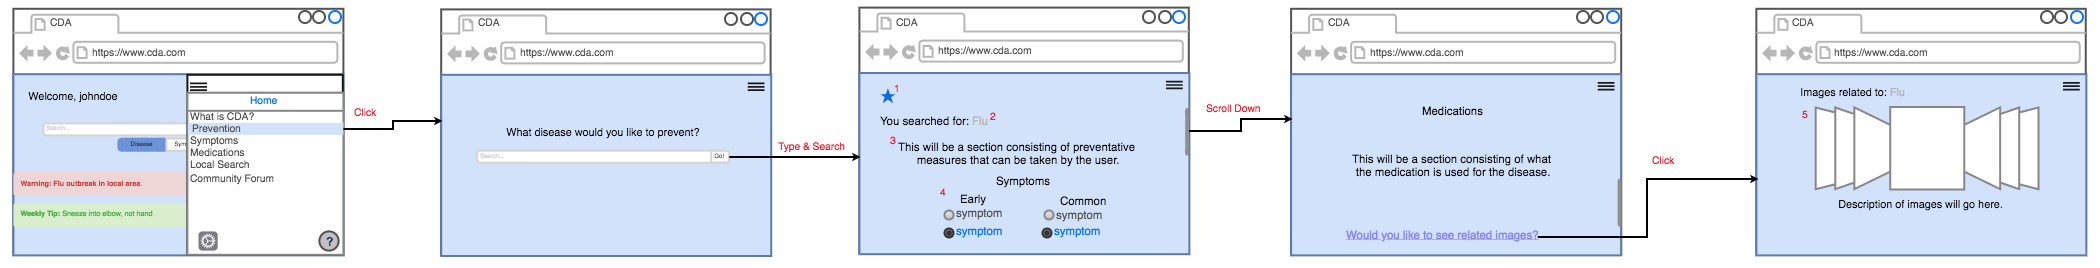 CDA
https://www.cda.com
Welcome, johndoe
Search...
Disease
Sym
Warning: Flu outbreak in local area.
Weekly Tip: Sneeze into elbow, not hand
Home
What is CDA?
Prevention
Symptoms
Medications
Local Search
Community Forum
?
Click
CDA
https://www.cda.com
What disease would you like to prevent?
Search...
Go!
Type & Search
CDA
https://www.cda.com
1
You searched for: Flu 2
3
This will be a section consisting of preventative
measures that can be taken by the user.
Symptoms
4
Early
Common
symptom
symptom
symptom
symptom
Scroll Down
CDA
https://www.cda.com
Medications
This will be a section consisting of what
the medication is used for the disease.
Would you like to see related images?
Click
CDA
https://www.cda.com
Images related to: Flu
5
Description of images will go here.